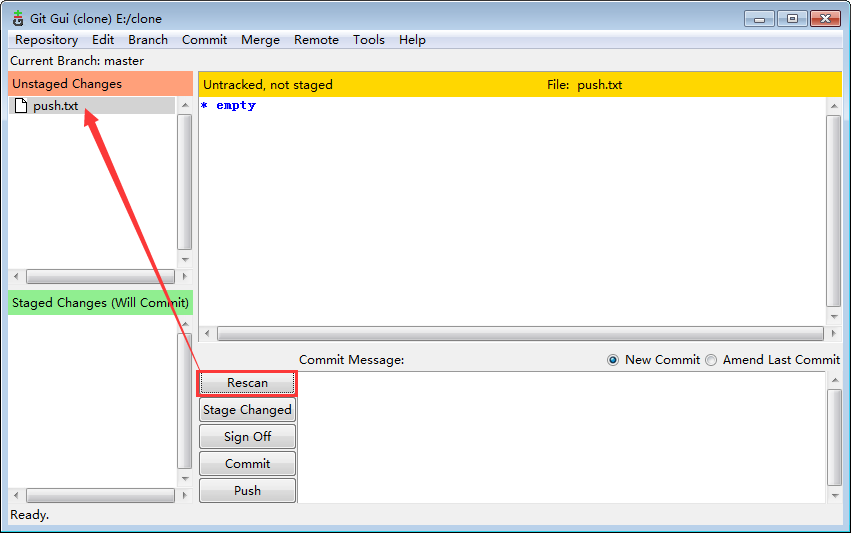 Git Gui (clone) E:/clone
Repository Edit Branch Commit Merge Remote Tools Help
Current Branch: master
Unstaged Changes
push.txt
Untracked, not staged File: push.txt
* empty
Staged Changes (Will Commit)
Commit Message: New Commit Amend Last Commit
Rescan
Stage Changed
Sign Off
Commit
Push
Ready.